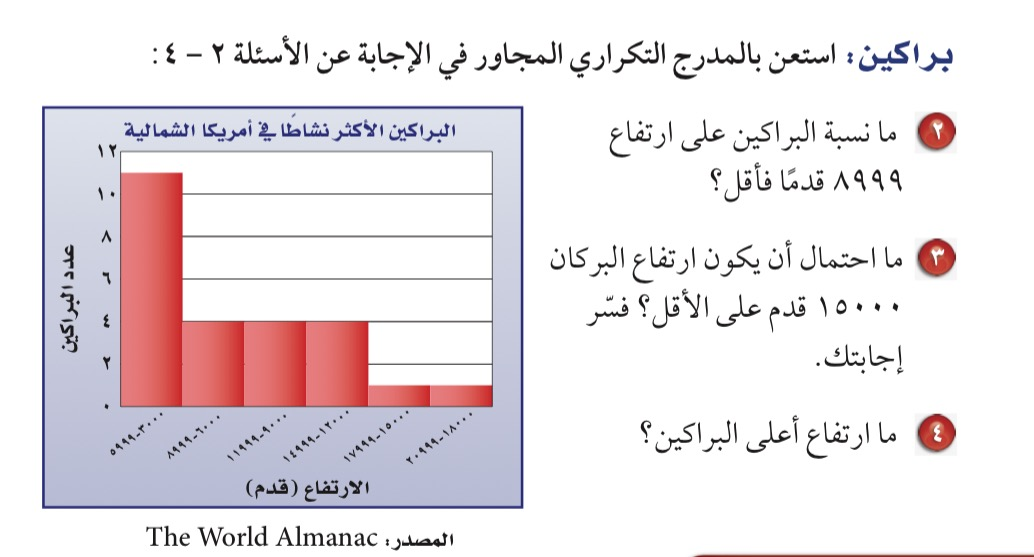 براكين: استعن بالمدرج التكراري المجاور في الإجابة عن الأسئلة ٢ – ٤ :
٢ ما نسبة البراكين على ارتفاع
٨٩٩٩ قدمًا فأقل؟
٣ ما احتمال أن يكون ارتفاع البركان
١٥٠٠٠ قدم على الأقل؟ فسّر
إجابتك.
٤ ما ارتفاع أعلى البراكين؟
البراكين الأكثر نشاطًا في أمريكا الشمالية
عدد البراكين
١٢
١٠
٨
٦
٤
٢
٠
٣٠٠٠-٥٩٩٩
٦٠٠٠-٨٩٩٩
٩٠٠٠-١١٩٩٩
١٢٠٠٠-١٤٩٩٩
١٥٠٠٠-١٧٩٩٩
١٨٠٠٠-٢٠٩٩٩
الارتفاع (قدم)
المصدر: The World Almanac